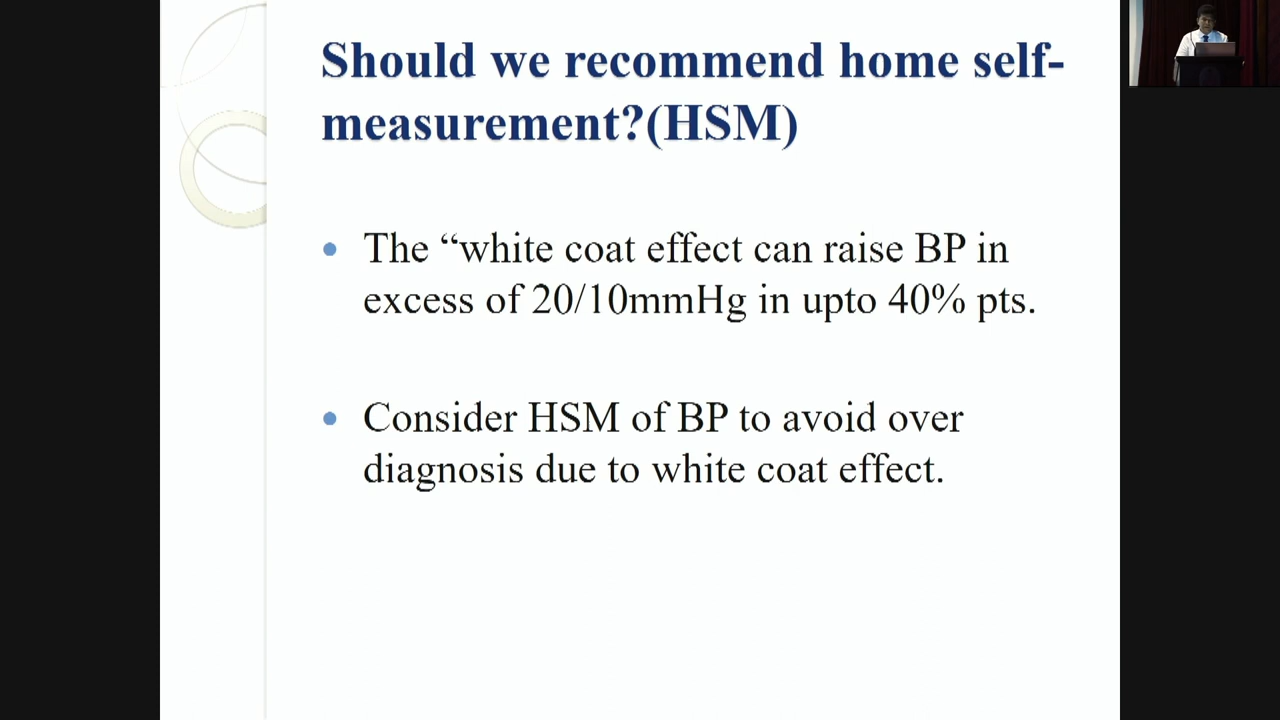 Should we recommend home self-
measurement?(HSM)
The “white coat effect can raise BP in
excess of 20/10mmHg in upto 40% pts.
Consider HSM of BP to avoid over
diagnosis due to white coat effect.